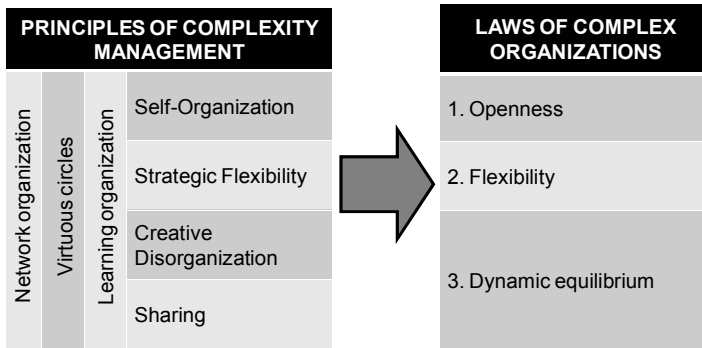 PRINCIPLES OF COMPLEXITY
MANAGEMENT
Network organization
Virtuous circles
Learning organization
Self-Organization
Strategic Flexibility
Creative
Disorganization
Sharing
LAWS OF COMPLEX
ORGANIZATIONS
1. Openness
2. Flexibility
3. Dynamic equilibrium